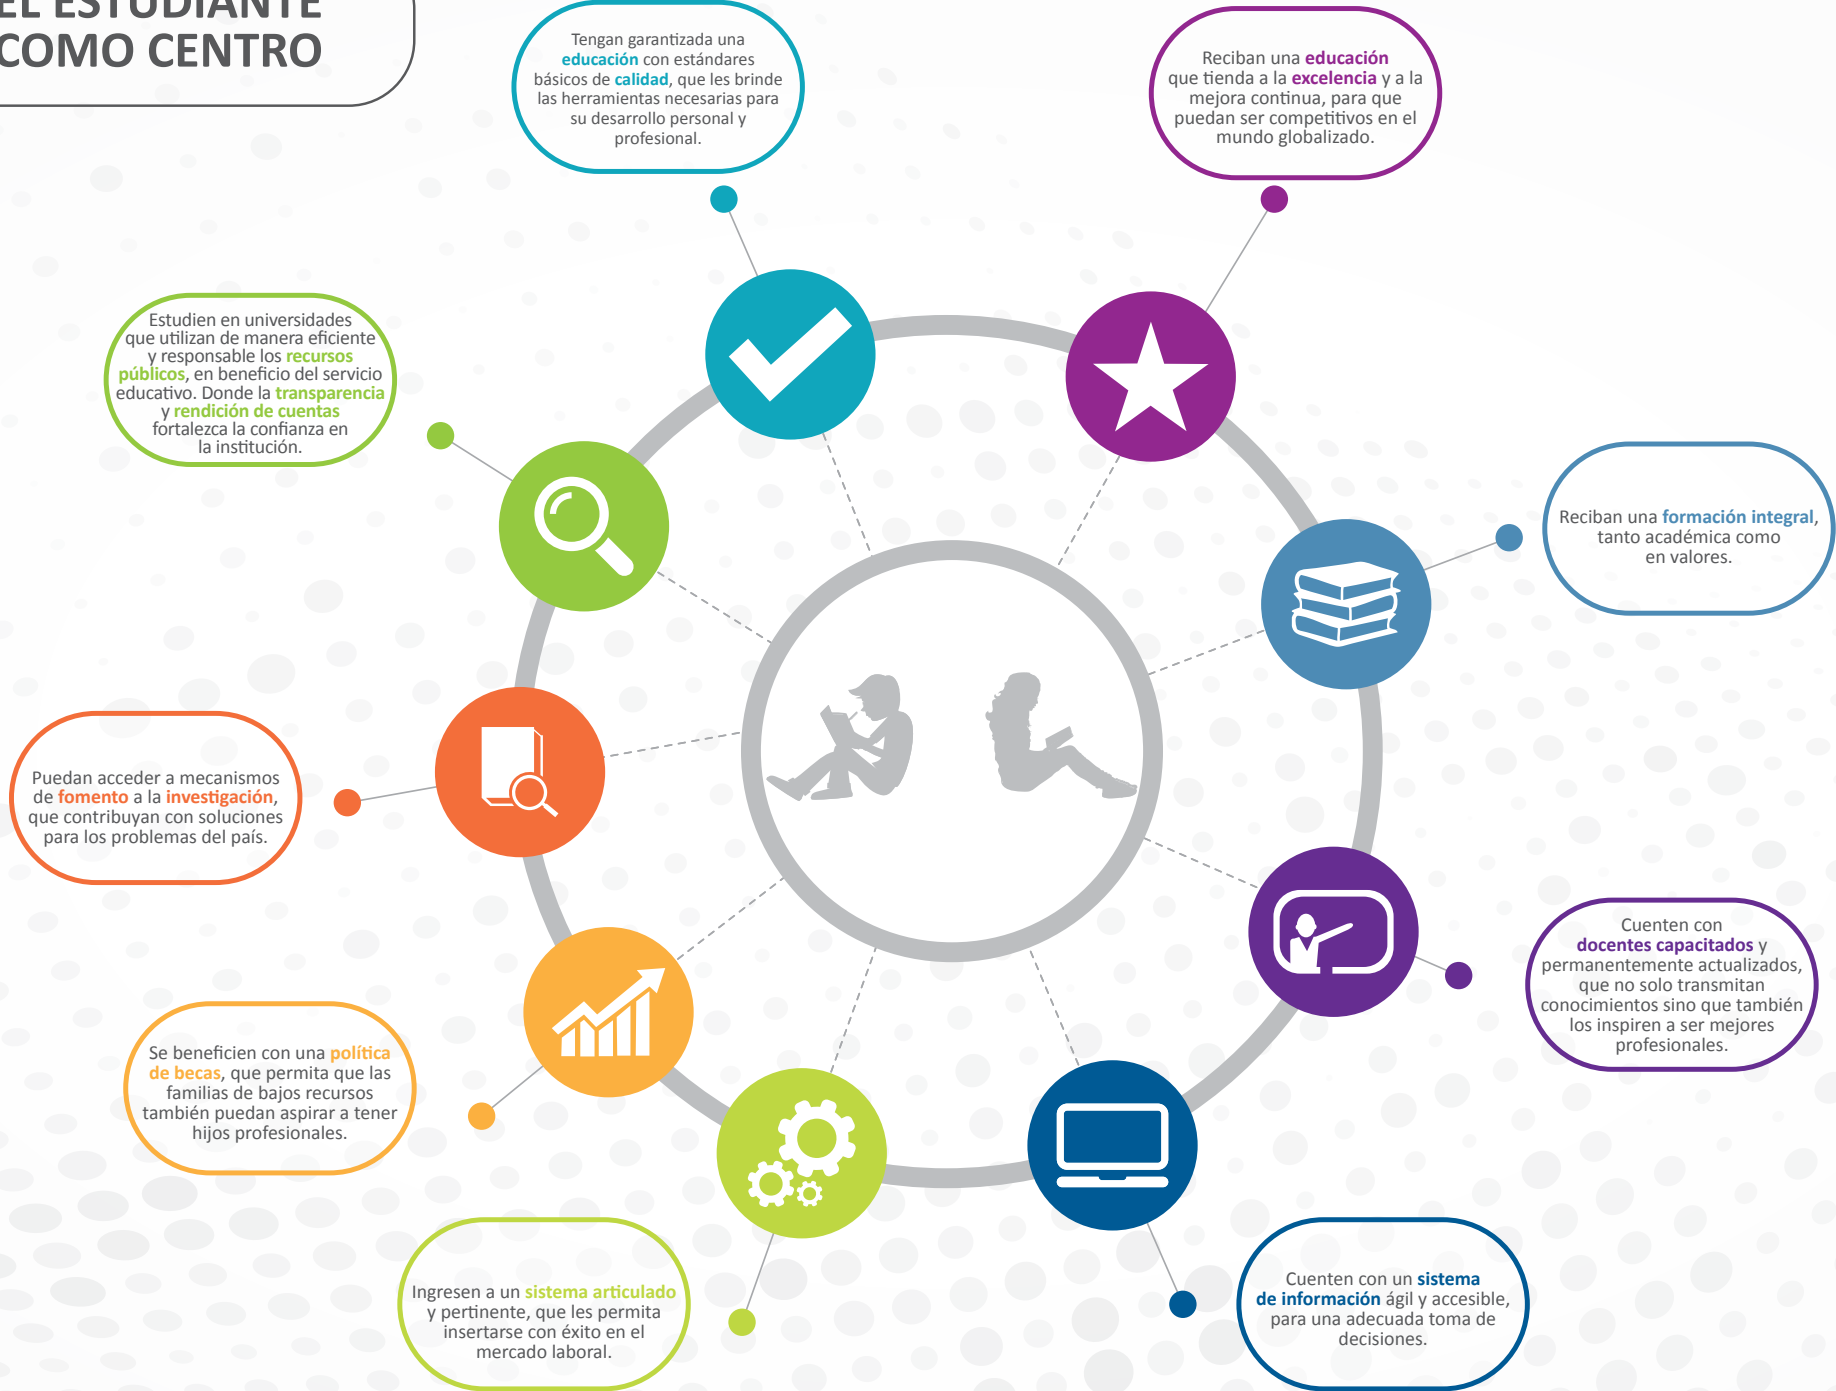 EL ESTUDIANTE
COMO CENTRO
Tengan garantizada una
educación con estándares
básicos de calidad, que les brinde
las herramientas necesarias para
su desarrollo personal y
profesional.
Reciban una educación
que tienda a la excelencia y a la
mejora continua, para que
puedan ser competitivos en el
mundo globalizado.
Estudien en universidades
que utilizan de manera eficiente
y responsable los recursos
públicos, en beneficio del servicio
educativo. Donde la transparencia
y rendición de cuentas
fortalezca la confianza en
la institución.
Reciban una formación integral,
tanto académica como
en valores.
Puedan acceder a mecanismos
de fomento a la investigación,
que contribuyan con soluciones
para los problemas del país.
Cuenten con
docentes capacitados y
permanentemente actualizados,
que no solo transmitan
conocimientos sino que también
los inspiren a ser mejores
profesionales.
Se beneficien con una política
de becas, que permita que las
familias de bajos recursos
también puedan aspirar a tener
hijos profesionales.
Ingresen a un sistema articulado
y pertinente, que les permita
insertarse con éxito en el
mercado laboral.
Cuenten con un sistema
de información ágil y accesible,
para una adecuada toma de
decisiones.